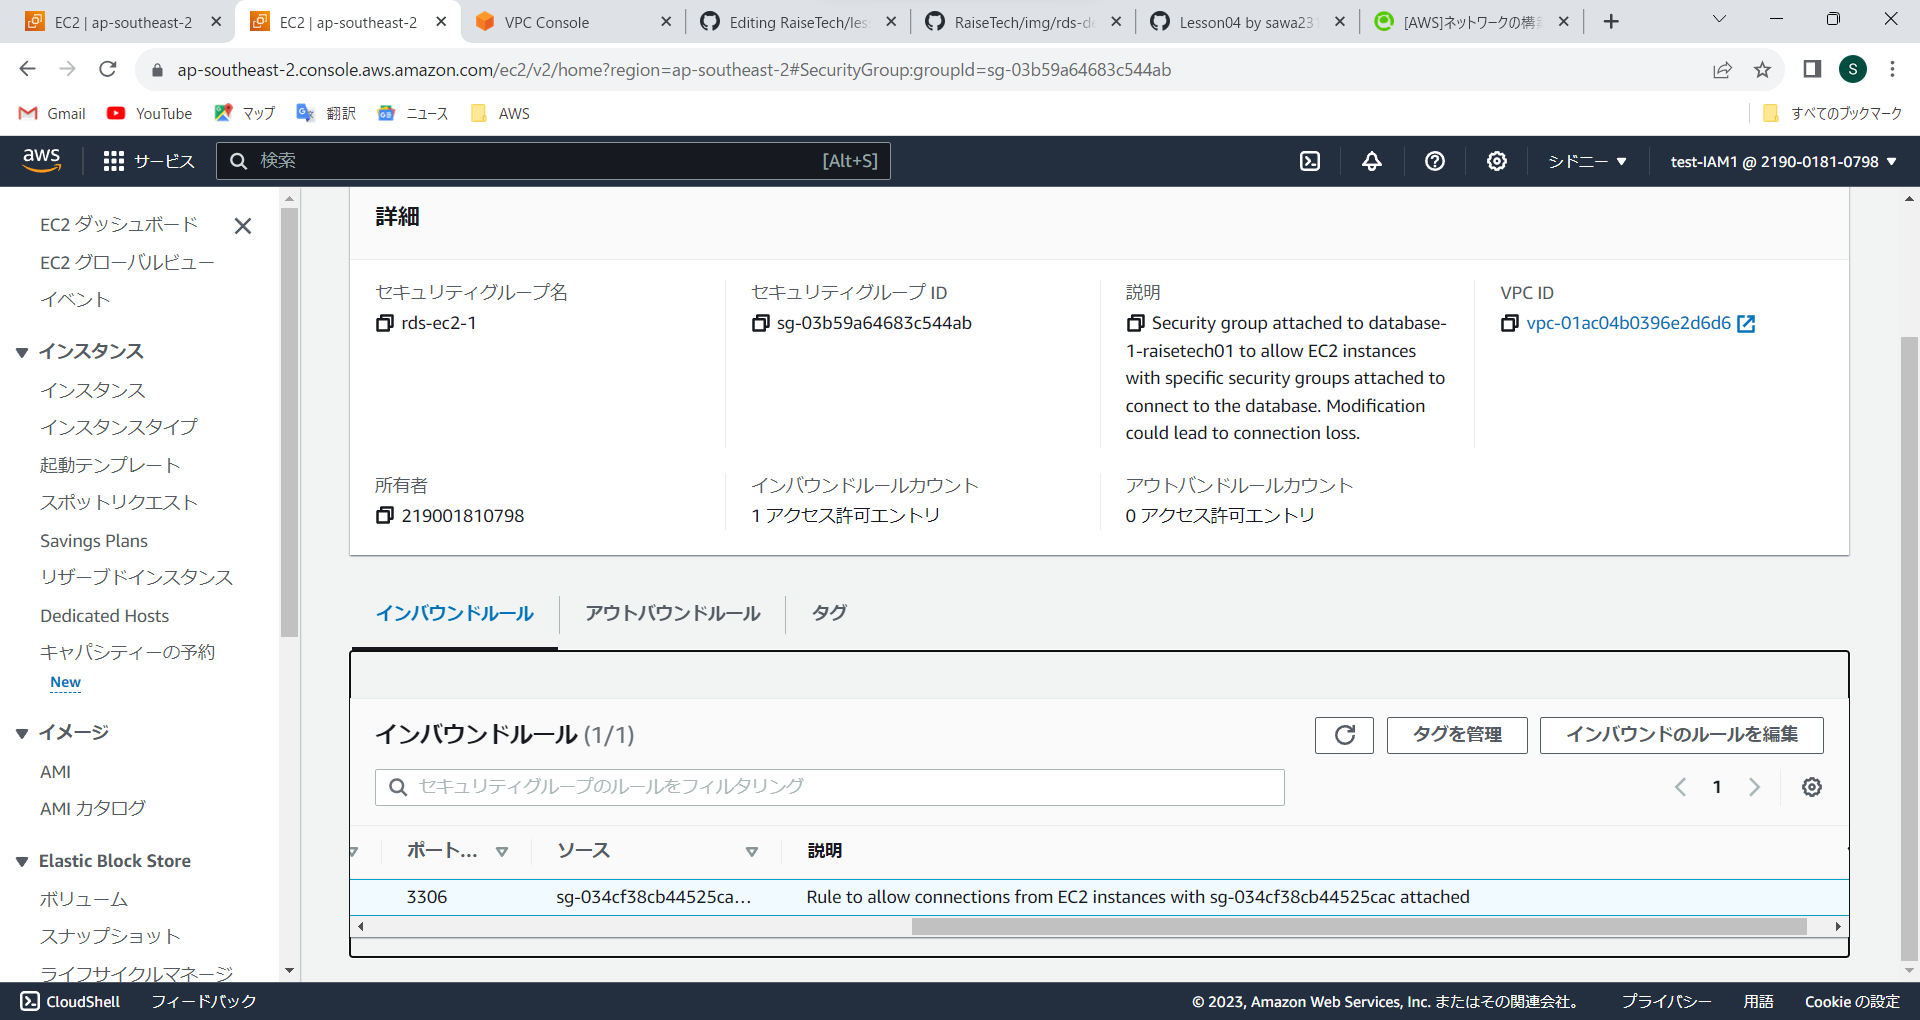 EC2 | ap-southeast-2
EC2 | ap-southeast-2
VPC Console
Editing RaiseTech/les
RaiseTech/img/rds-de
Lesson04 by sawa231
[AWS]ネットワークの構築
ap-southeast-2.console.aws.amazon.com/ec2/v2/home?region=ap-southeast-2#SecurityGroup:groupId=sg-03b59a64683c544ab
S
Gmail
YouTube
マップ
翻訳
ニュース
AWS
すべてのブックマーク
aws
サービス
検索
[Alt+S]
シドニー
test-IAM1 @ 2190-0181-0798
EC2 ダッシュボード
EC2 グローバルビュー
イベント
インスタンス
インスタンス
インスタンスタイプ
起動テンプレート
スポットリクエスト
Savings Plans
リザーブドインスタンス
Dedicated Hosts
キャパシティーの予約
New
イメージ
AMI
AMI カタログ
Elastic Block Store
ボリューム
スナップショット
ライフサイクルマネージ
詳細
セキュリティグループ名
rds-ec2-1
セキュリティグループ ID
sg-03b59a64683c544ab
説明
Security group attached to database-
1-raisetech01 to allow EC2 instances
with specific security groups attached to
connect to the database. Modification
could lead to connection loss.
VPC ID
vpc-01ac04b0396e2d6d6
所有者
219001810798
インバウンドルールカウント
1 アクセス許可エントリ
アウトバンドルールカウント
0 アクセス許可エントリ
インバウンドルール
アウトバウンドルール
タグ
インバウンドルール (1/1)
タグを管理
インバウンドのルールを編集
セキュリティグループのルールをフィルタリング
1
ポート...
ソース
説明
3306
sg-034cf38cb44525ca...
Rule to allow connections from EC2 instances with sg-034cf38cb44525cac attached
CloudShell
フィードバック
© 2023, Amazon Web Services, Inc. またはその関連会社。
プライバシー
用語
Cookie の設定